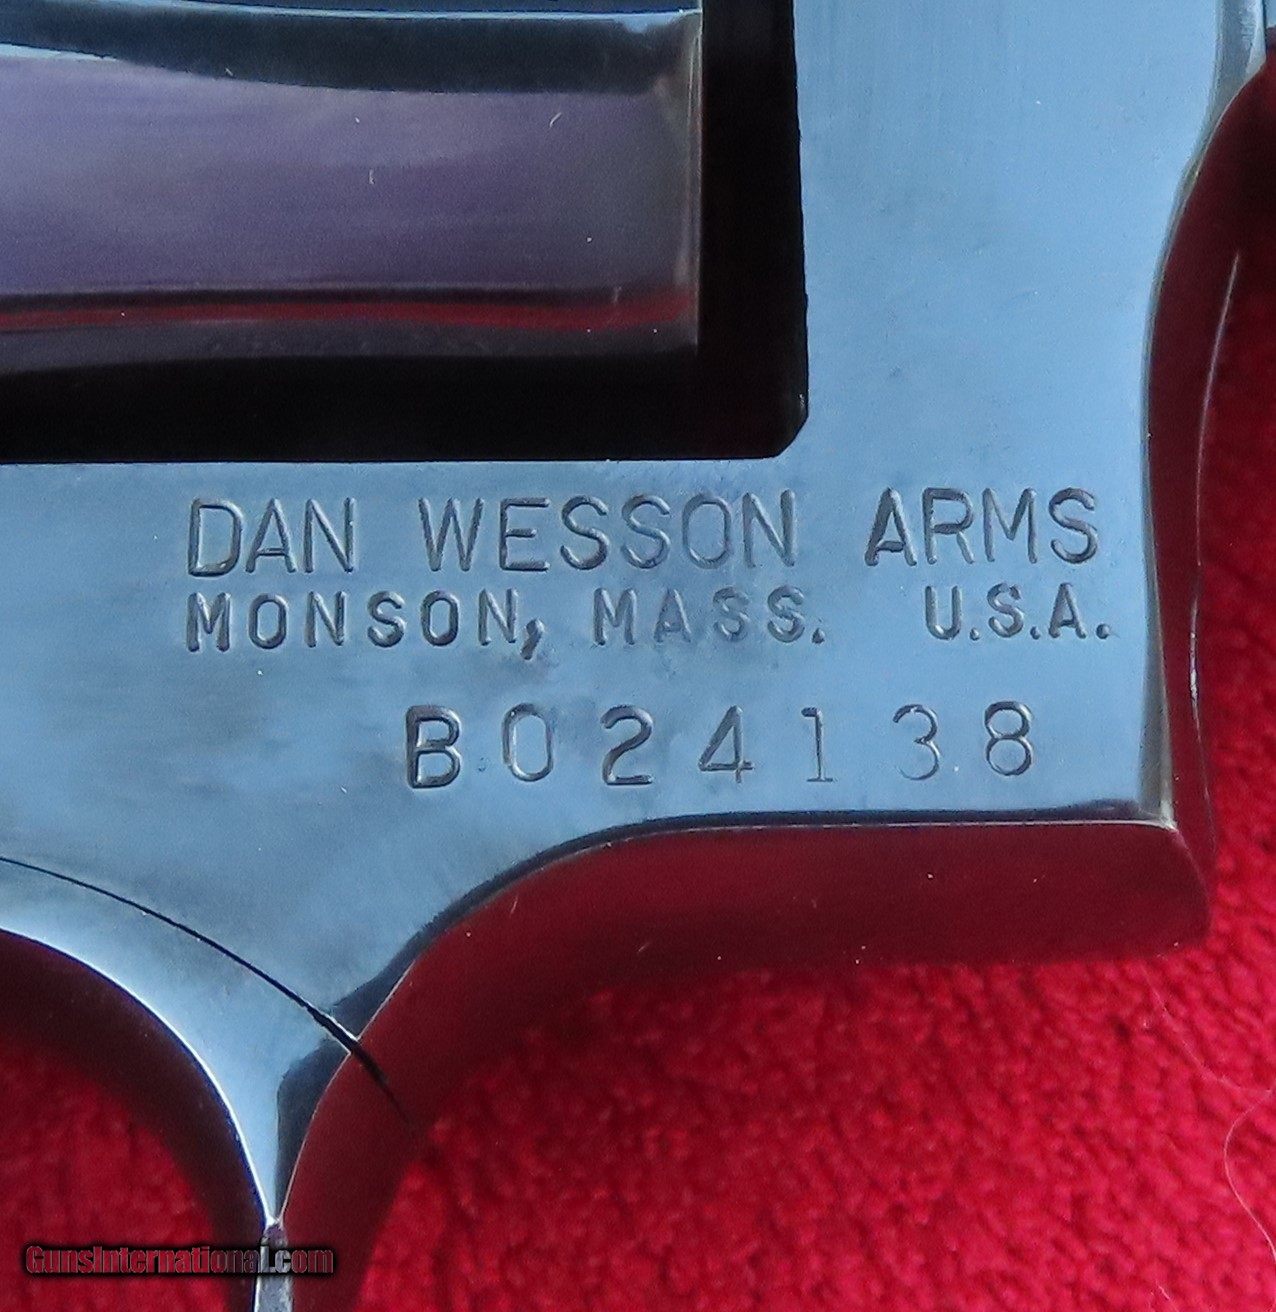 DAN WESSON ARMS
MONSON, MASS. U.S.A.
B024138
GunsInternational.com